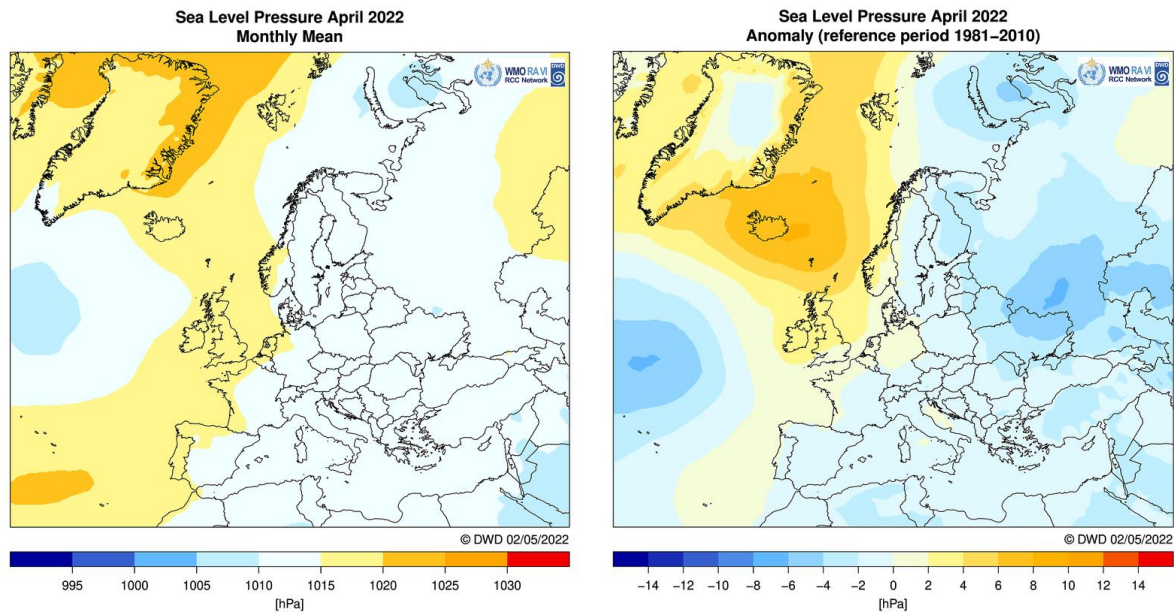 Sea Level Pressure April 2022
Monthly Mean
WMO RA VI
RCC Network
DWD
© DWD 02/05/2022
995 1000 1005 1010 1015 1020 1025 1030
[hPa]
Sea Level Pressure April 2022
Anomaly (reference period 1981−2010)
WMO RA VI
RCC Network
DWD
© DWD 02/05/2022
−14 −12 −10 −8 −6 −4 −2 0 2 4 6 8 10 12 14
[hPa]